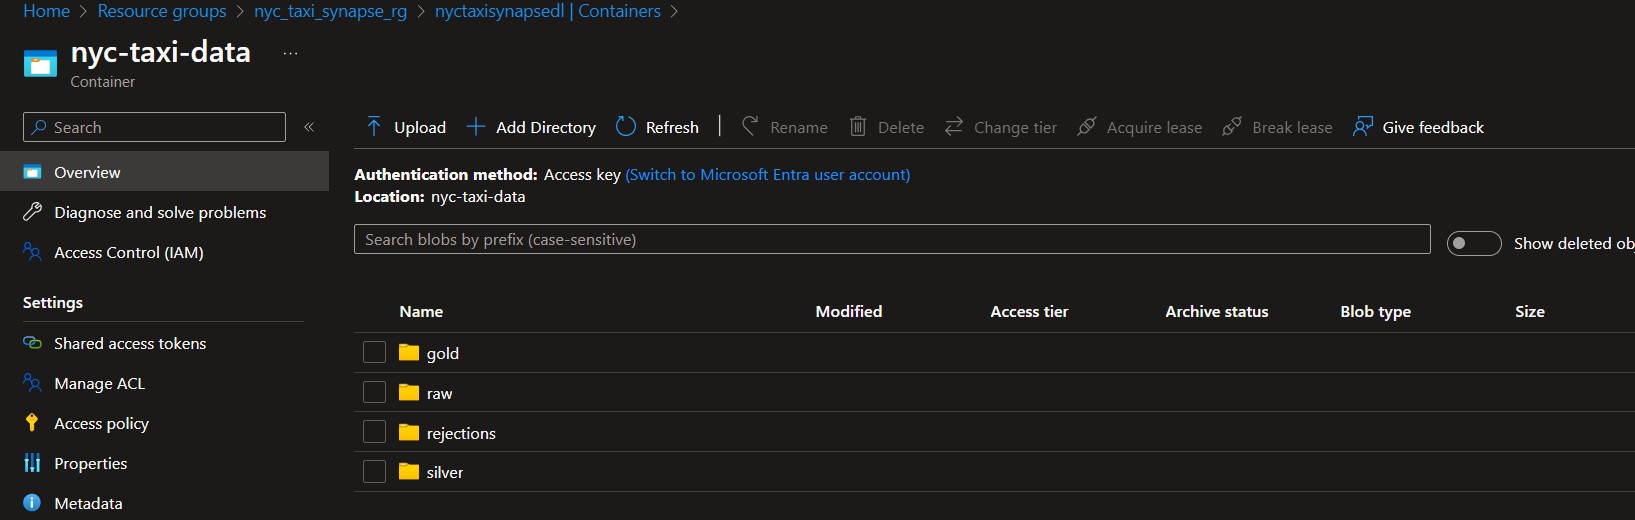 Home > Resource groups > nyc_taxi_synapse_rg > nyctaxisynapsedl | Containers >
nyc-taxi-data ...
Container
Search «
Upload Add Directory Refresh | Rename Delete Change tier Acquire lease Break lease Give feedback
Overview
Diagnose and solve problems
Access Control (IAM)
Settings
Shared access tokens
Manage ACL
Access policy
Properties
Metadata
Authentication method: Access key (Switch to Microsoft Entra user account)
Location: nyc-taxi-data
Search blobs by prefix (case-sensitive)
Show deleted obj
Name Modified Access tier Archive status Blob type Size
gold
raw
rejections
silver